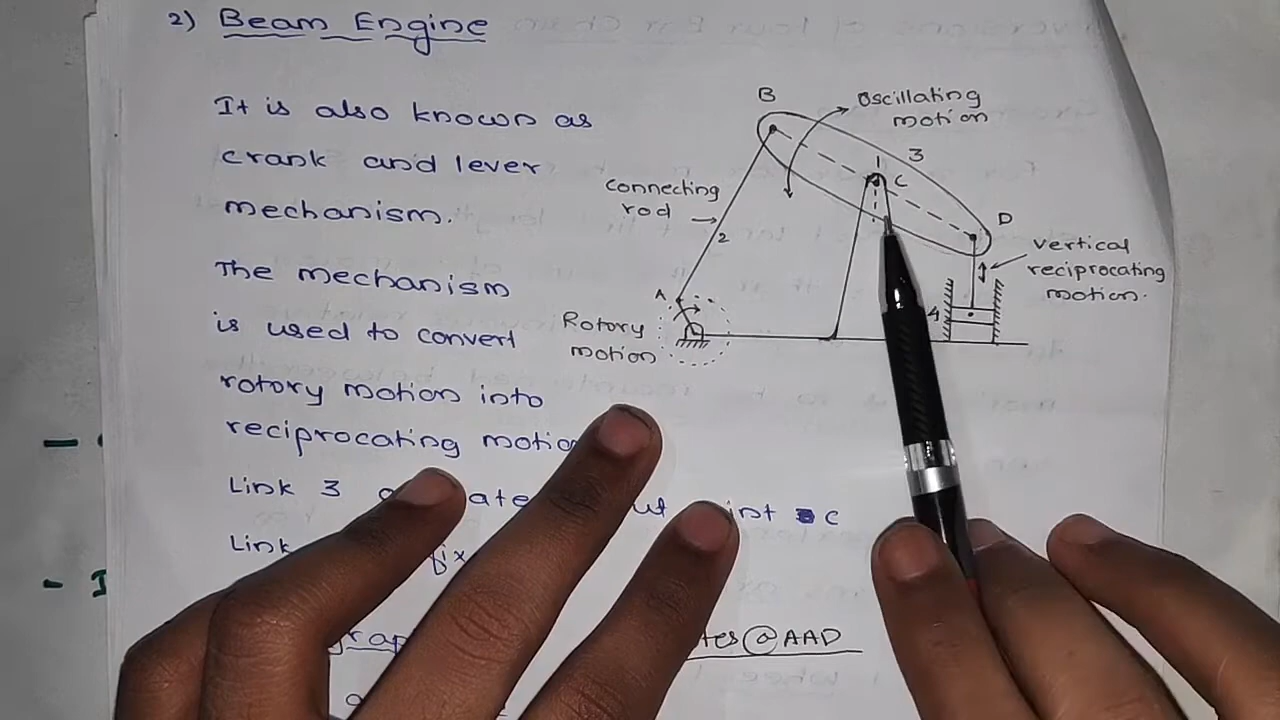 2) Beam Engine
It is also known as
crank and lever
mechanism.
The mechanism
is used to convert
rotory motion into
reciprocating
Link 3
C
Link
@ AAD
B
Oscillating
motion
3
C
D
connecting
rod
2
A
Rotory
motion
vertical
reciprocating
motion.
4